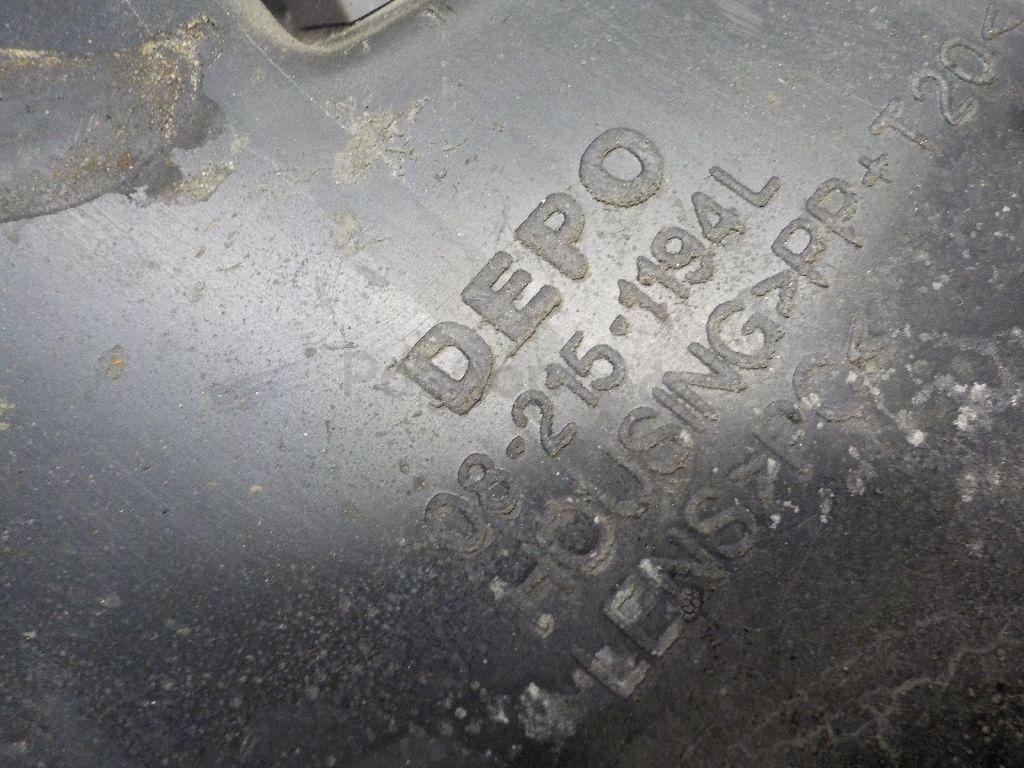 DEPO
08-215-1194L
HOUSING>PP+T20<
LENS>PC<